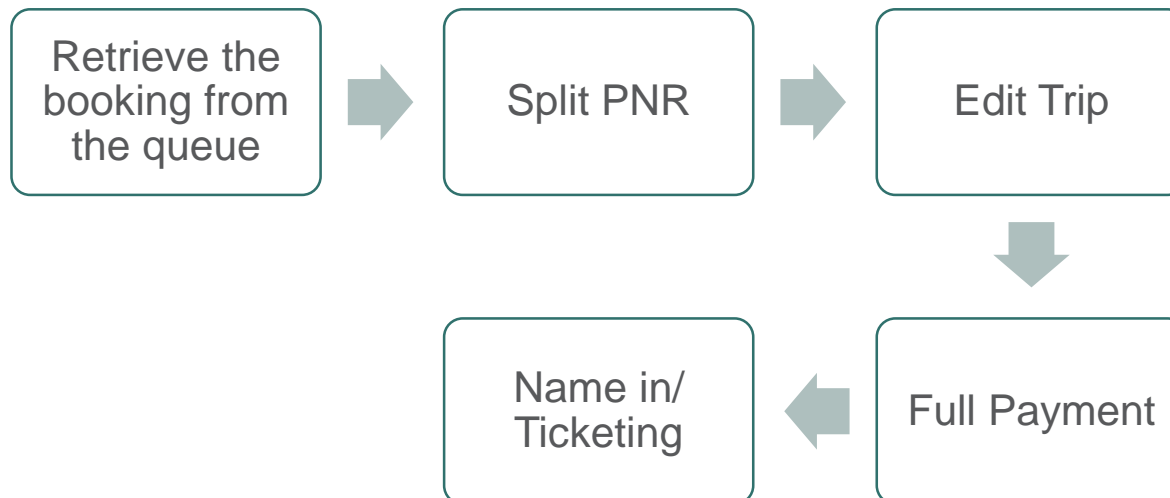 Retrieve the
booking from
the queue
Split PNR
Edit Trip
Full Payment
Name in/
Ticketing